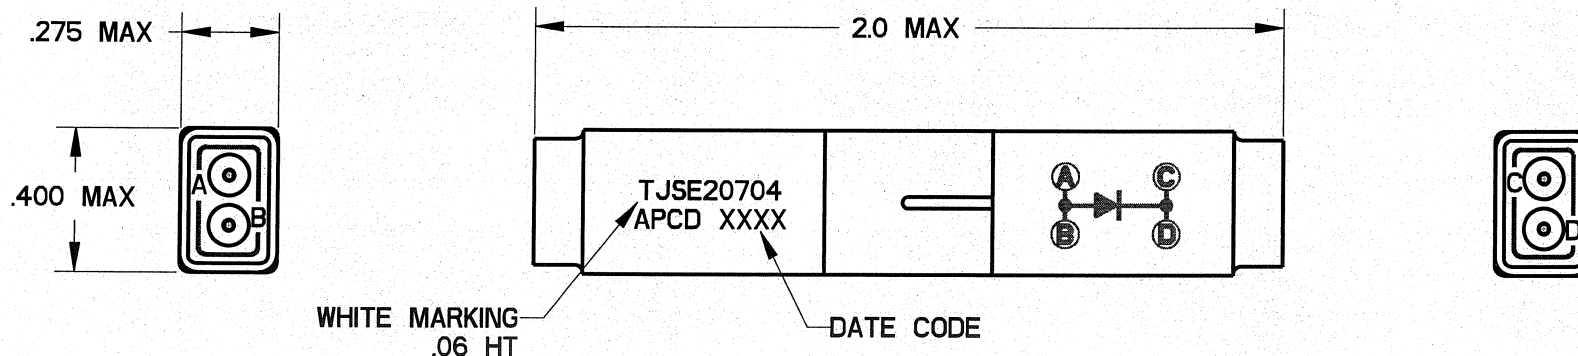 .275 MAX
2.0 MAX
.400 MAX
A
B
TJSE20704
APCD XXXX
A
C
B
D
C
D
WHITE MARKING
.06 HT
DATE CODE